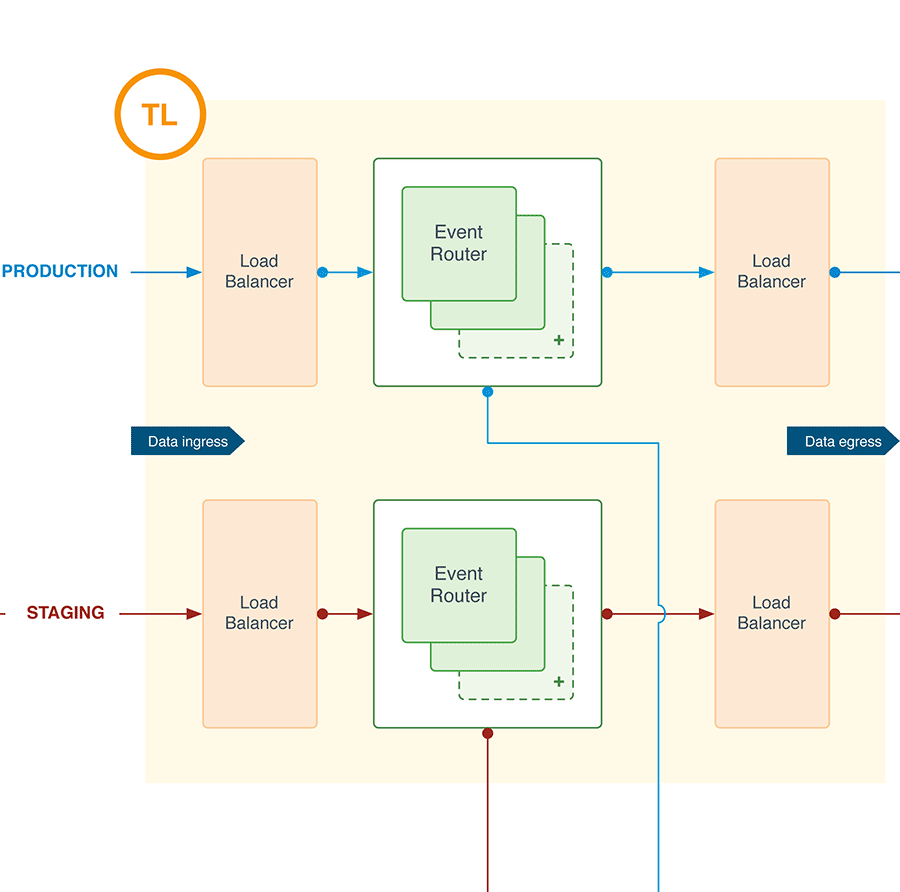 TL
Load
Balancer
Event
Router
+
Load
Balancer
PRODUCTION
Data ingress
Data egress
Load
Balancer
Event
Router
+
Load
Balancer
STAGING